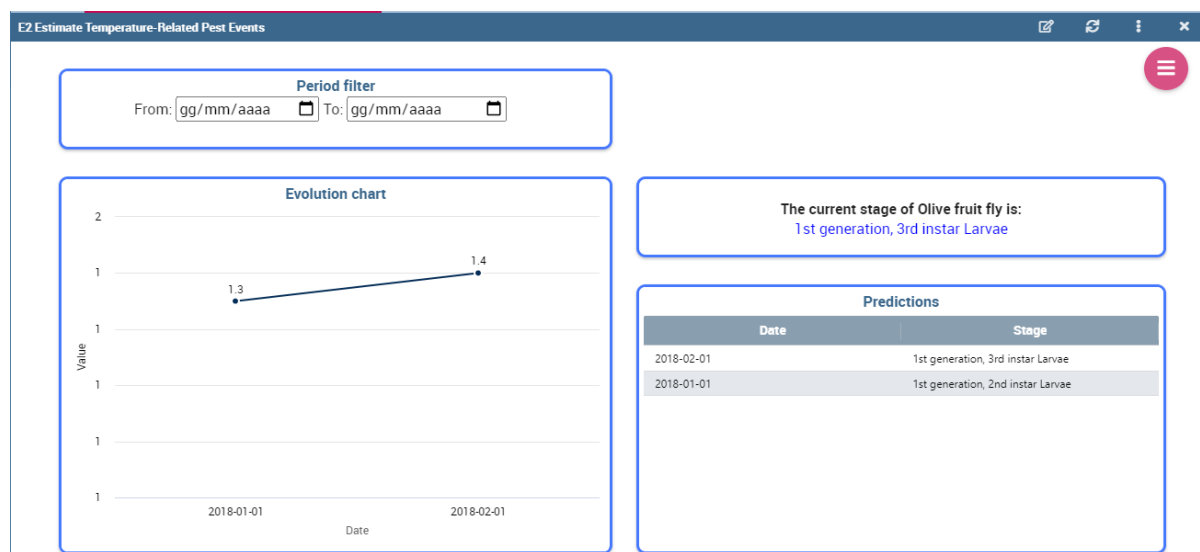 E2 Estimate Temperature-Related Pest Events
Period filter
From: gg/mm/aaaa To: gg/mm/aaaa
Evolution chart
2
1
1
1
1
1
Value
1.3
1.4
2018-01-01 2018-02-01
Date
The current stage of Olive fruit fly is:
1st generation, 3rd instar Larvae
Predictions
Date Stage
2018-02-01 1st generation, 3rd instar Larvae
2018-01-01 1st generation, 2nd instar Larvae